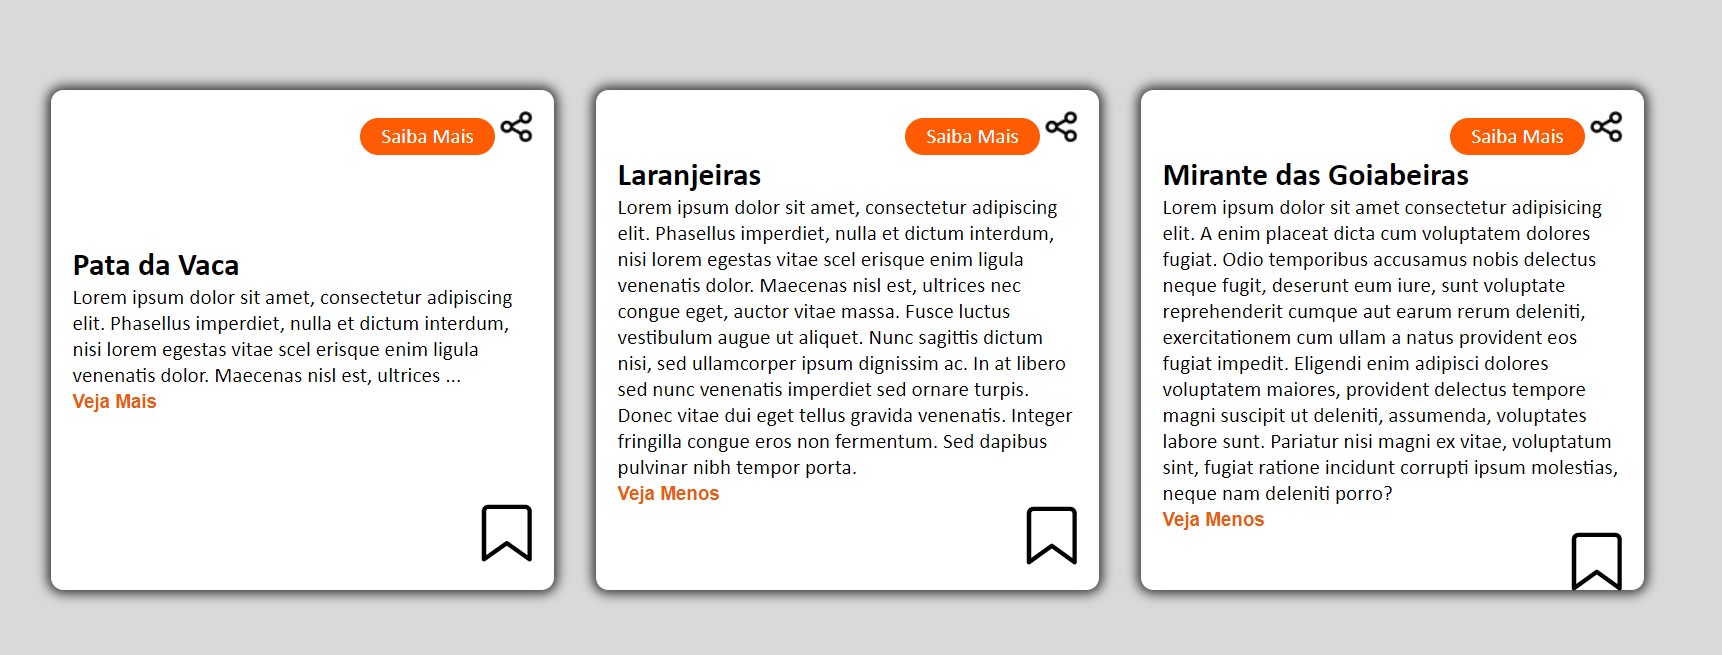 Saiba Mais
Pata da Vaca
Lorem ipsum dolor sit amet, consectetur adipiscing
elit. Phasellus imperdiet, nulla et dictum interdum,
nisi lorem egestas vitae scel erisque enim ligula
venenatis dolor. Maecenas nisl est, ultrices ...
Veja Mais
Saiba Mais
Laranjeiras
Lorem ipsum dolor sit amet, consectetur adipiscing
elit. Phasellus imperdiet, nulla et dictum interdum,
nisi lorem egestas vitae scel erisque enim ligula
venenatis dolor. Maecenas nisl est, ultrices nec
congue eget, auctor vitae massa. Fusce luctus
vestibulum augue ut aliquet. Nunc sagittis dictum
nisi, sed ullamcorper ipsum dignissim ac. In at libero
sed nunc venenatis imperdiet sed ornare turpis.
Donec vitae dui eget tellus gravida venenatis. Integer
fringilla congue eros non fermentum. Sed dapibus
pulvinar nibh tempor porta.
Veja Menos
Saiba Mais
Mirante das Goiabeiras
Lorem ipsum dolor sit amet consectetur adipisicing
elit. A enim placeat dicta cum voluptatem dolores
fugiat. Odio temporibus accusamus nobis delectus
neque fugit, deserunt eum iure, sunt voluptate
reprehenderit cumque aut earum rerum deleniti,
exercitationem cum ullam a natus provident eos
fugiat impedit. Eligendi enim adipisci dolores
voluptatem maiores, provident delectus tempore
magni suscipit ut deleniti, assumenda, voluptates
labore sunt. Pariatur nisi magni ex vitae, voluptatum
sint, fugiat ratione incidunt corrupti ipsum molestias,
neque nam deleniti porro?
Veja Menos